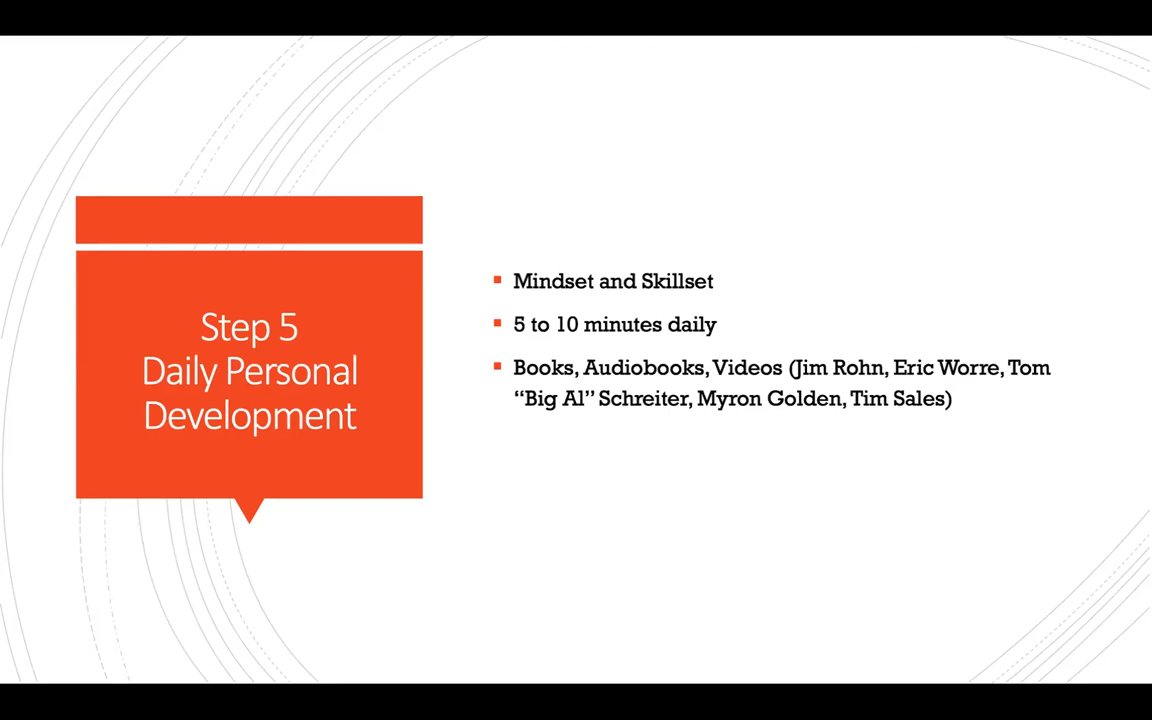 Step 5
Daily Personal
Development
Mindset and Skillset
5 to 10 minutes daily
Books, Audiobooks, Videos (Jim Rohn, Eric Worre, Tom
“Big Al” Schreiter, Myron Golden, Tim Sales)